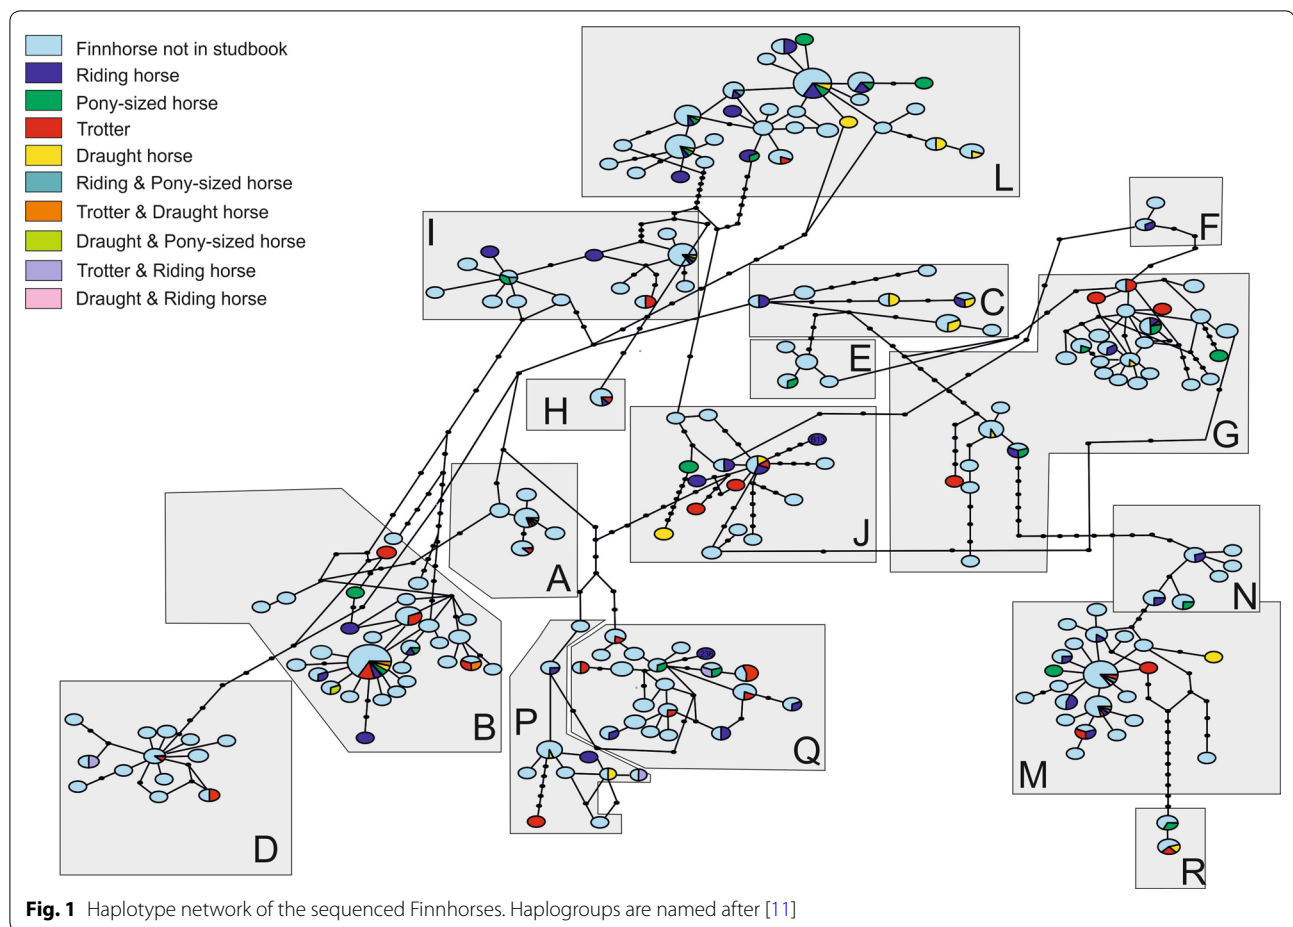 Finnhorse not in studbook
Riding horse
Pony-sized horse
Trotter
Draught horse
Riding & Pony-sized horse
Trotter & Draught horse
Draught & Pony-sized horse
Trotter & Riding horse
Draught & Riding horse
L
I
F
C
E
H
G
J
A
N
B
P
Q
M
D
R
Fig. 1 Haplotype network of the sequenced Finnhorses. Haplogroups are named after [11]